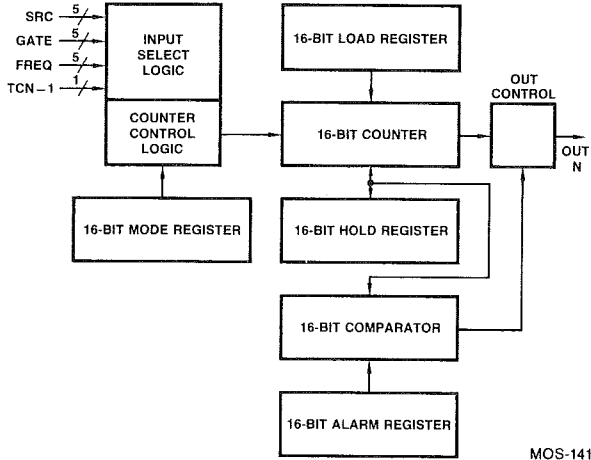 SRC 5
GATE 5
FREQ 5
TCN–1 1
INPUT
SELECT
LOGIC
COUNTER
CONTROL
LOGIC
16-BIT MODE REGISTER
16-BIT LOAD REGISTER
16-BIT COUNTER
16-BIT HOLD REGISTER
16-BIT COMPARATOR
16-BIT ALARM REGISTER
OUT
CONTROL
OUT
N
MOS-141